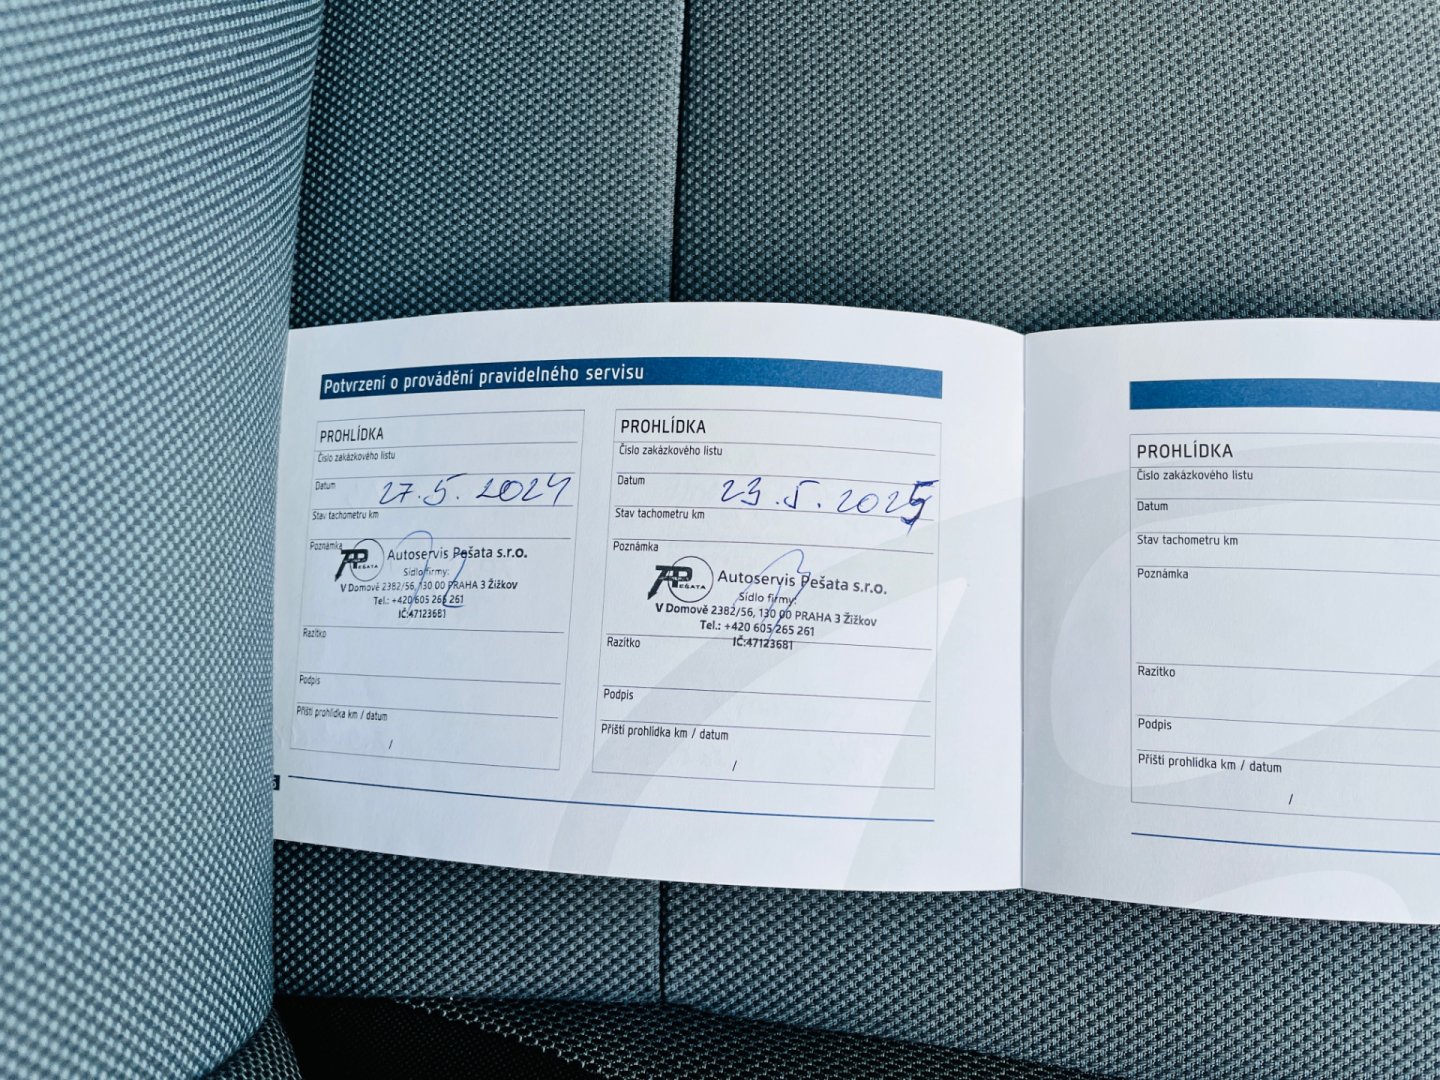 Potvrzení o provádění pravidelného servisu
PROHLÍDKA
Číslo zakázkového listu
Datum 27.5.2024
Stav tachometru km
Poznámka
AP PEŠATA
Autoservis Pešata s.r.o.
Sídlo firmy:
V Domově 2382/56, 130 00 PRAHA 3 Žižkov
Tel.: +420 605 265 261
IČ:47123681
Razítko
Podpis
Příští prohlídka km / datum
/
PROHLÍDKA
Číslo zakázkového listu
Datum 23.5.2025
Stav tachometru km
Poznámka
AP PEŠATA
Autoservis Pešata s.r.o.
Sídlo firmy:
V Domově 2382/56, 130 00 PRAHA 3 Žižkov
Tel.: +420 605 265 261
IČ:47123681
Razítko
Podpis
Příští prohlídka km / datum
/
PROHLÍDKA
Číslo zakázkového listu
Datum
Stav tachometru km
Poznámka
Razítko
Podpis
Příští prohlídka km / datum
/